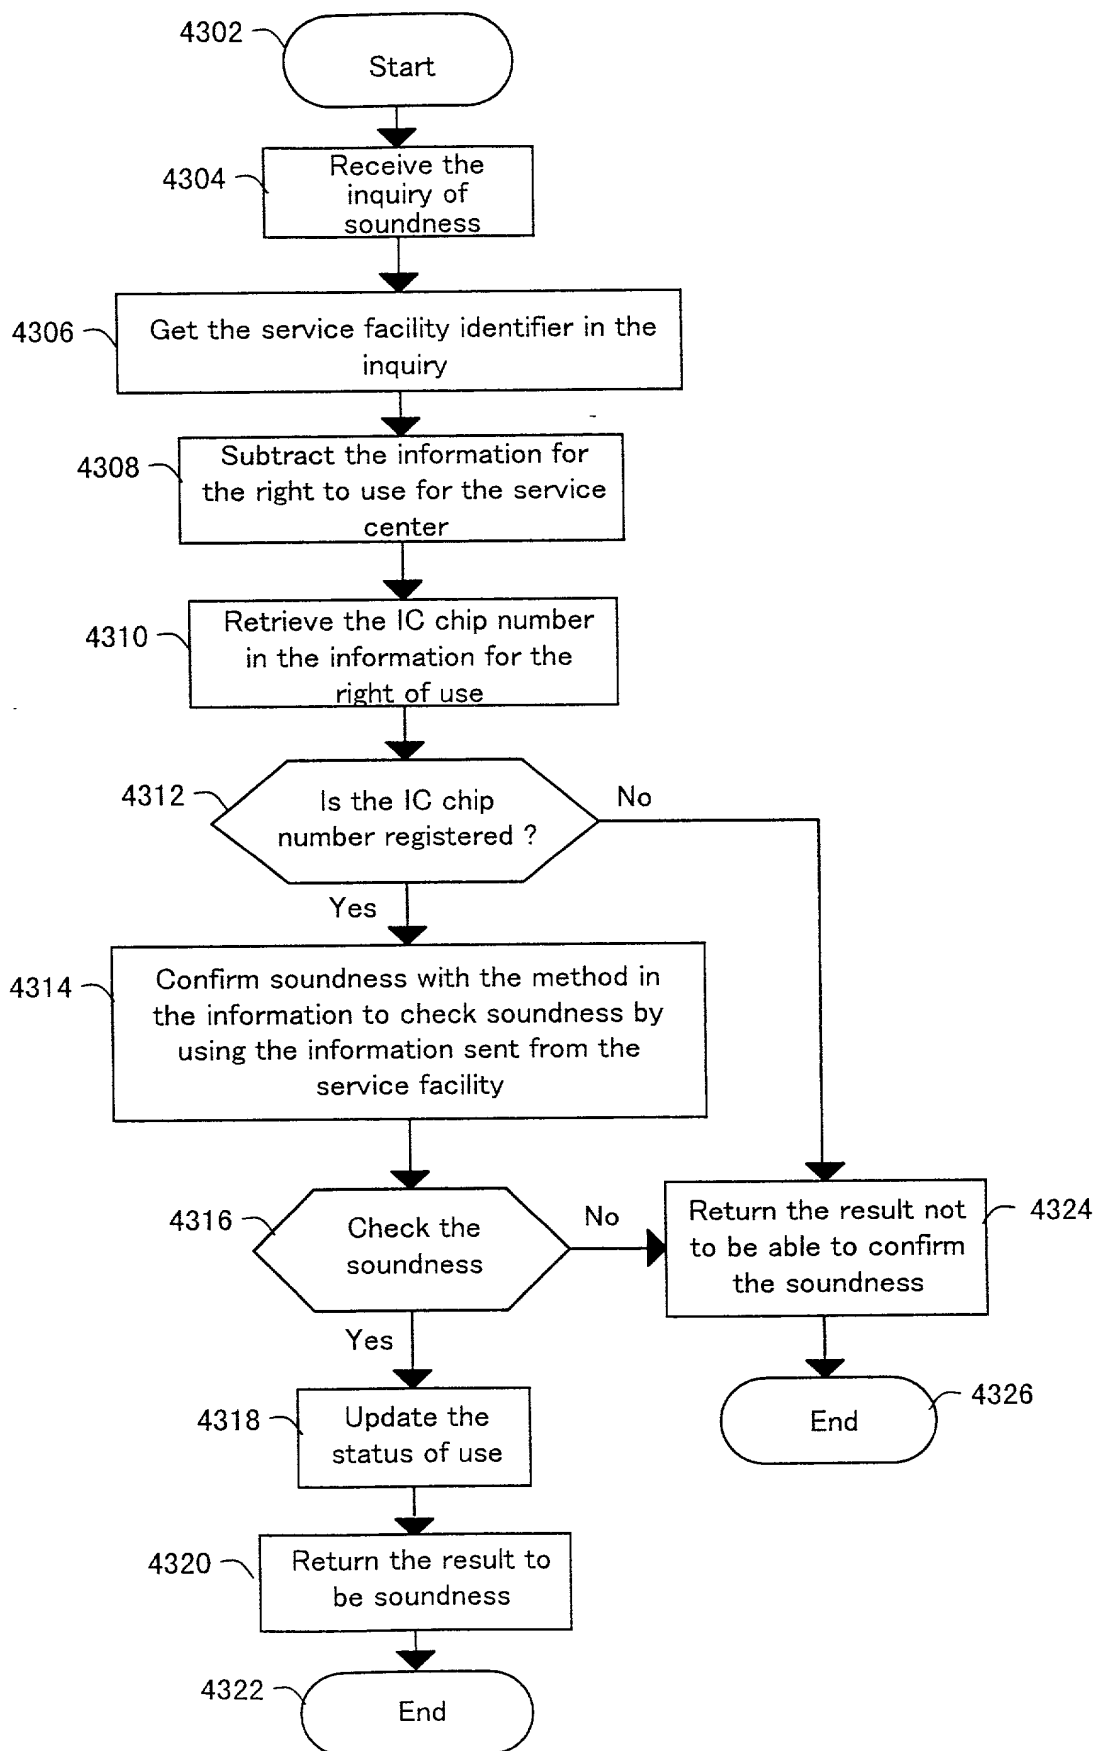 4302
Start
4304
Receive the
inquiry of
soundness
4306
Get the service facility identifier in the
inquiry
4308
Subtract the information for
the right to use for the service
center
4310
Retrieve the IC chip number
in the information for the
right of use
4312
Is the IC chip
number registered ?
No
Yes
4314
Confirm soundness with the method in
the information to check soundness by
using the information sent from the
service facility
4316
Check the
soundness
No
Yes
Return the result not
to be able to confirm
the soundness
4324
4326
End
4318
Update the
status of use
4320
Return the result to
be soundness
4322
End